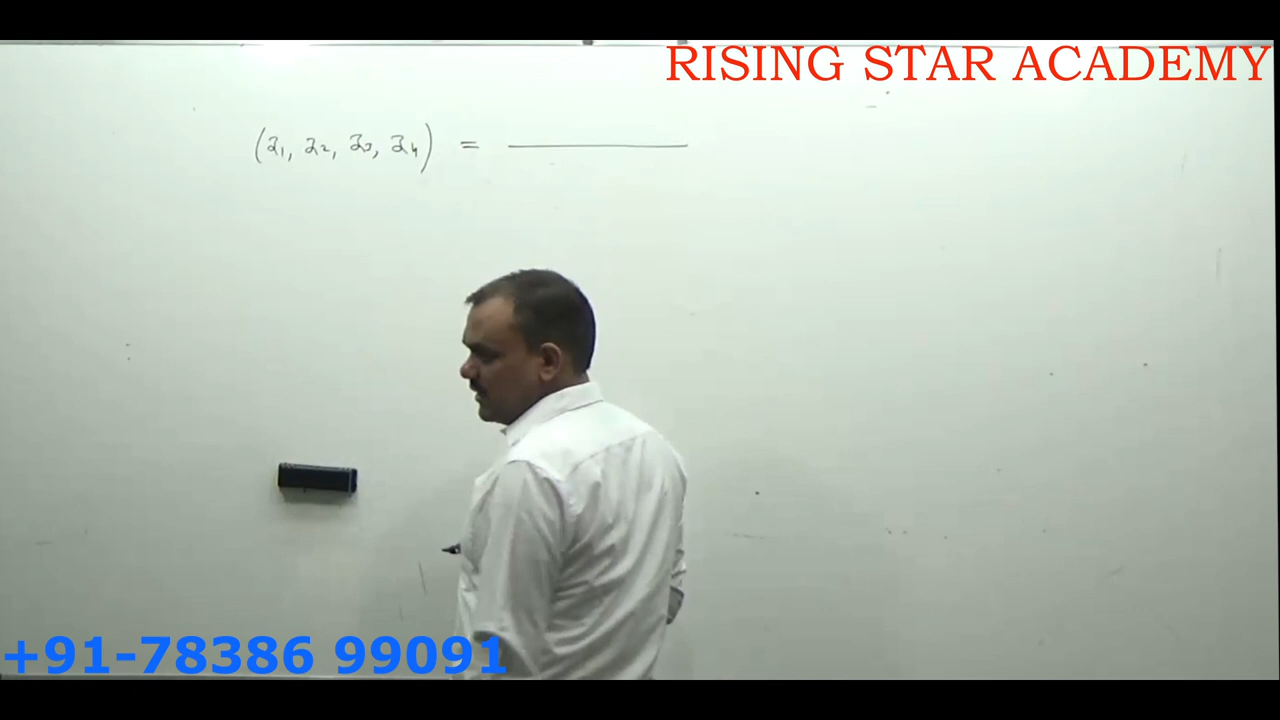 RISING STAR ACADEMY
(z₁, z₂, z₃, z₄) = ________
+91-78386 99091